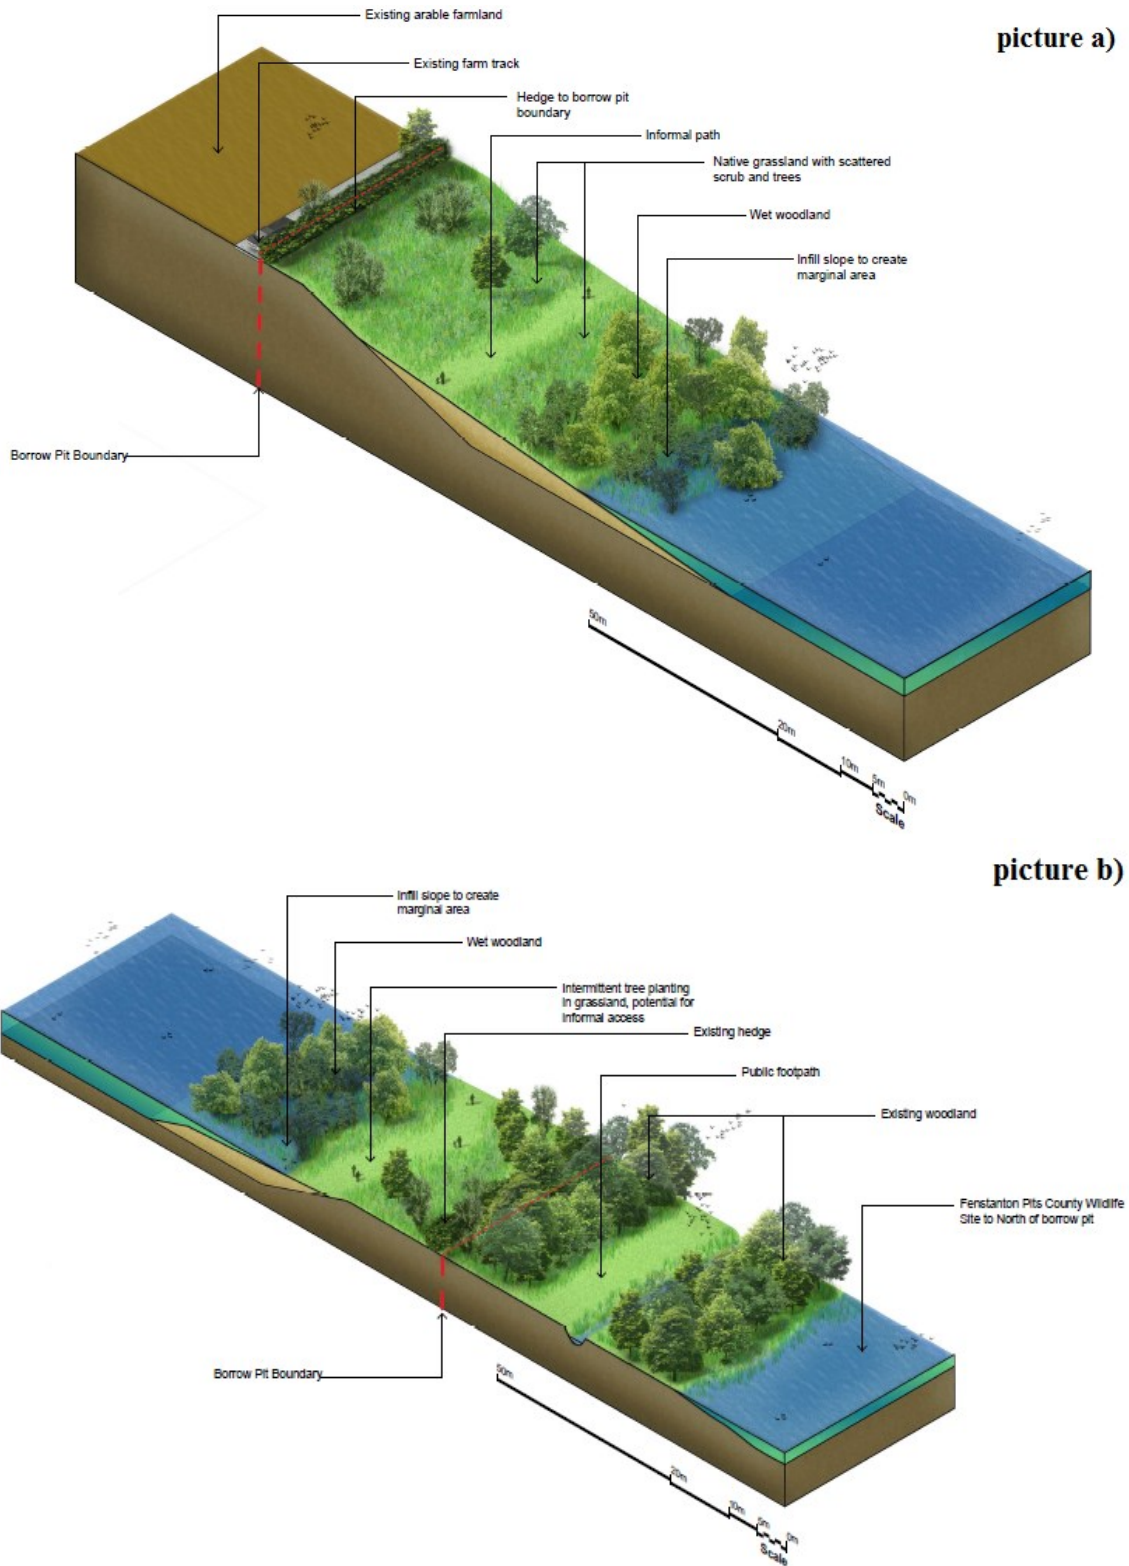 picture a)
Existing arable farmland
Existing farm track
Hedge to borrow pit
boundary
Informal path
Native grassland with scattered
scrub and trees
Wet woodland
Infill slope to create
marginal area
Borrow Pit Boundary
50m
20m
10m
5m
0m
Scale
picture b)
Infill slope to create
marginal area
Wet woodland
Intermittent tree planting
in grassland, potential for
informal access
Existing hedge
Public footpath
Existing woodland
Fenstanton Pits County Wildlife
Site to North of borrow pit
Borrow Pit Boundary
50m
20m
10m
5m
0m
Scale